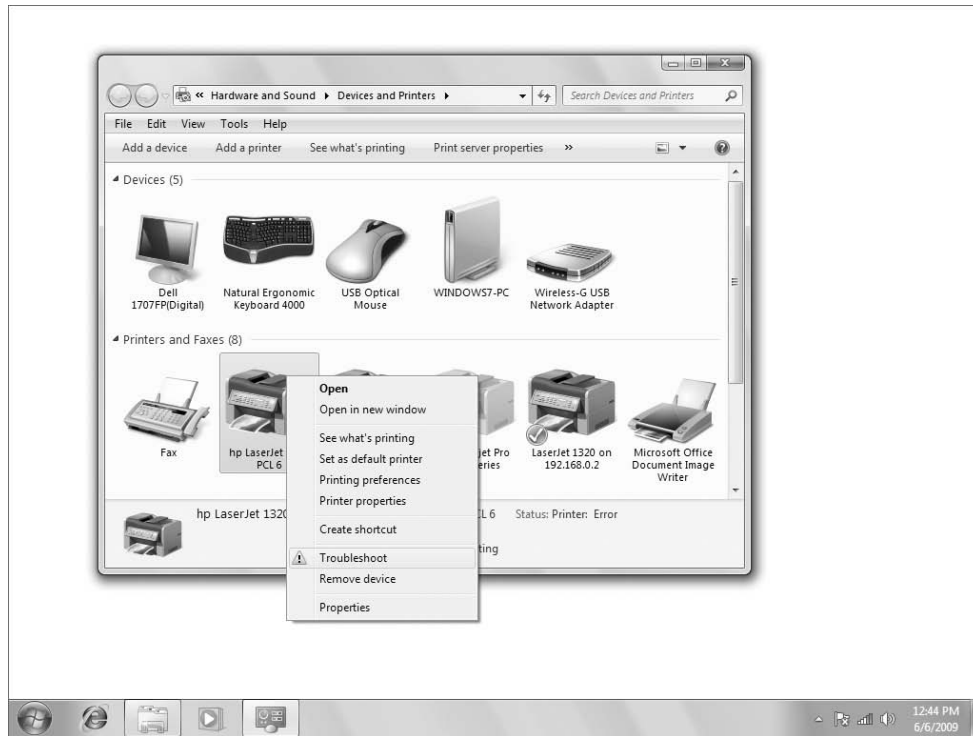 « Hardware and Sound ▸ Devices and Printers ▸
Search Devices and Printers
File Edit View Tools Help
Add a device Add a printer See what's printing Print server properties »
Devices (5)
Dell
1707FP(Digital)
Natural Ergonomic
Keyboard 4000
USB Optical
Mouse
WINDOWS7-PC
Wireless-G USB
Network Adapter
Printers and Faxes (8)
Fax
hp LaserJet
PCL 6
jet Pro
eries
LaserJet 1320 on
192.168.0.2
Microsoft Office
Document Image
Writer
Open
Open in new window
See what's printing
Set as default printer
Printing preferences
Printer properties
Create shortcut
Troubleshoot
Remove device
Properties
hp LaserJet 132
L 6 Status: Printer: Error
ting
12:44 PM
6/6/2009